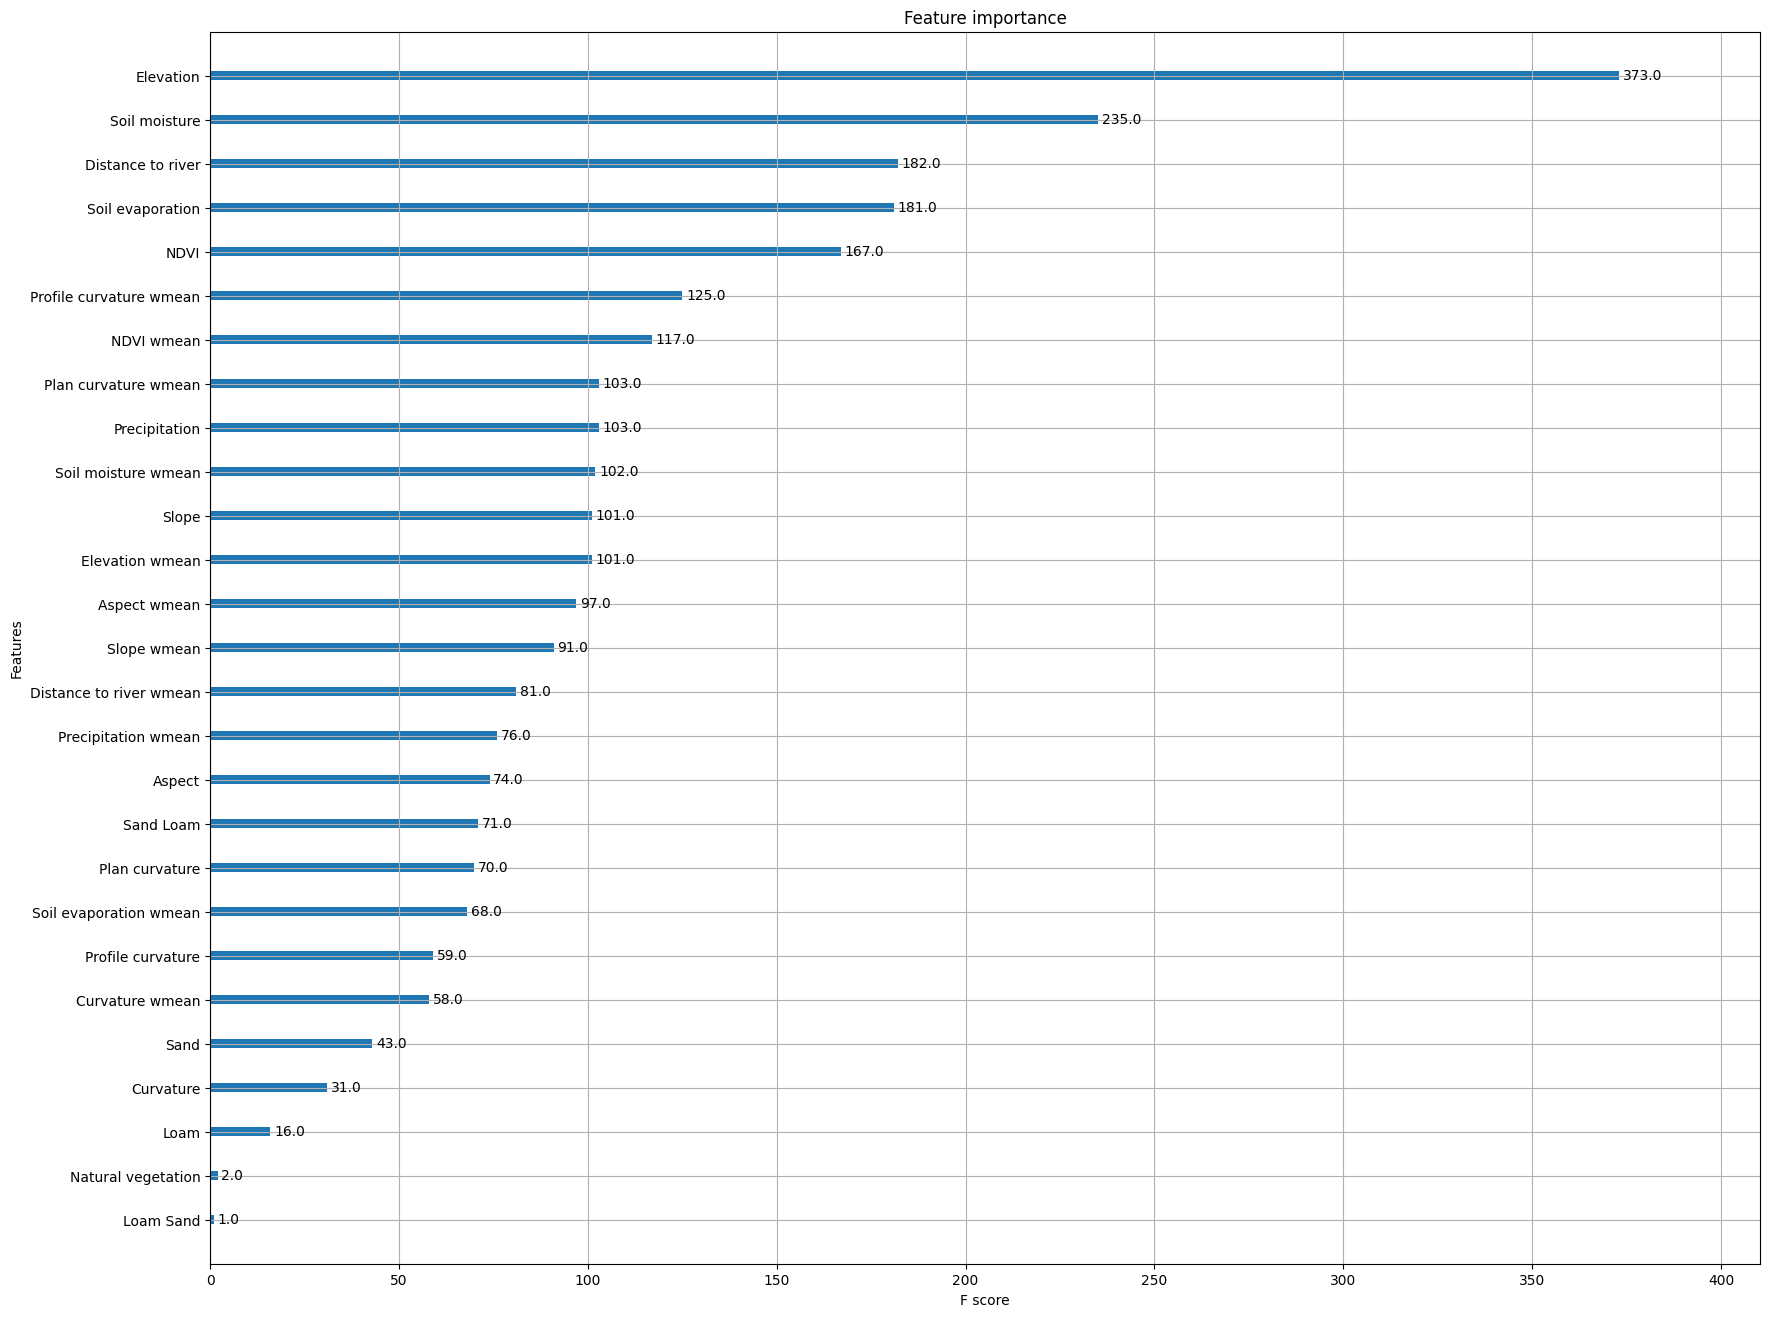 Feature importance
Elevation 373.0
Soil moisture 235.0
Distance to river 182.0
Soil evaporation 181.0
NDVI 167.0
Profile curvature wmean 125.0
NDVI wmean 117.0
Plan curvature wmean 103.0
Precipitation 103.0
Soil moisture wmean 102.0
Slope 101.0
Elevation wmean 101.0
Aspect wmean 97.0
Slope wmean 91.0
Distance to river wmean 81.0
Precipitation wmean 76.0
Aspect 74.0
Sand Loam 71.0
Plan curvature 70.0
Soil evaporation wmean 68.0
Profile curvature 59.0
Curvature wmean 58.0
Sand 43.0
Curvature 31.0
Loam 16.0
Natural vegetation 2.0
Loam Sand 1.0
Features
0 50 100 150 200 250 300 350 400
F score